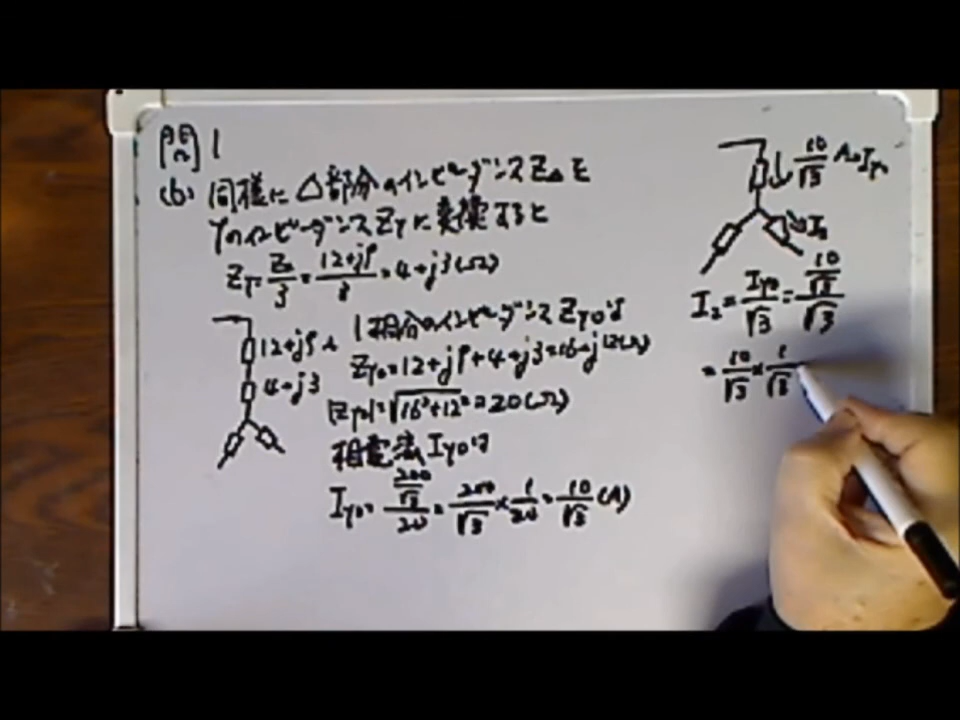 問1
(b) 同様に△部分のインピーダンスZ△を
YのインピーダンスZYに変換すると
ZY=Z△/3=12+j9/3=4+j3(Ω)
12+j9
4+j3
1相分のインピーダンスZY0は
ZY0=12+j9+4+j3=16+j12(Ω)
|ZY0|=√16²+12²=20(Ω)
相電流IY0は
IY0=200/√3/20=200/√3×1/20=10/√3(A)
10/√3 A=IY0
I2
I2=IY0/√3=10/√3/√3
=10/√3×1/√3